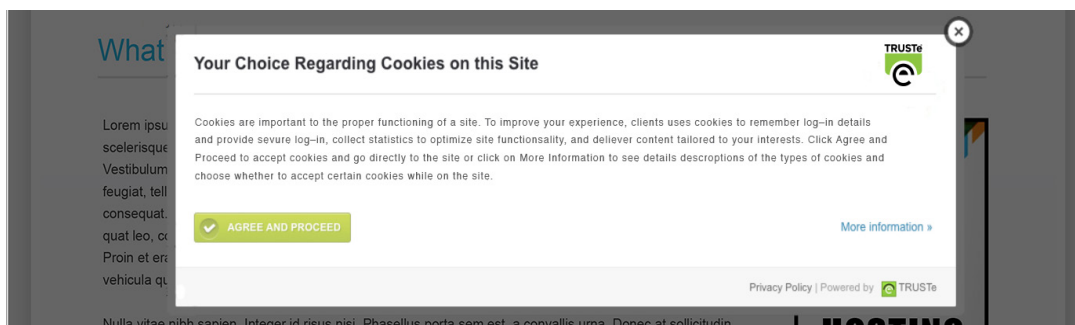 What
Your Choice Regarding Cookies on this Site
TRUSTe
Cookies are important to the proper functioning of a site. To improve your experience, clients uses cookies to remember log–in details
and provide sevure log–in, collect statistics to optimize site functionsality, and deliever content tailored to your interests. Click Agree and
Proceed to accept cookies and go directly to the site or click on More Information to see details descroptions of the types of cookies and
choose whether to accept certain cookies while on the site.
AGREE AND PROCEED
More information »
Privacy Policy | Powered by TRUSTe
Lorem ipsu
scelerisque
Vestibulum
feugiat, tell
consequat.
quat leo, co
Proin et era
vehicula qu
Nulla vitae nibh sapien. Integer id risus nisi. Phasellus porta sem est, a convallis urna. Donec at sollicitudin
HOSTING